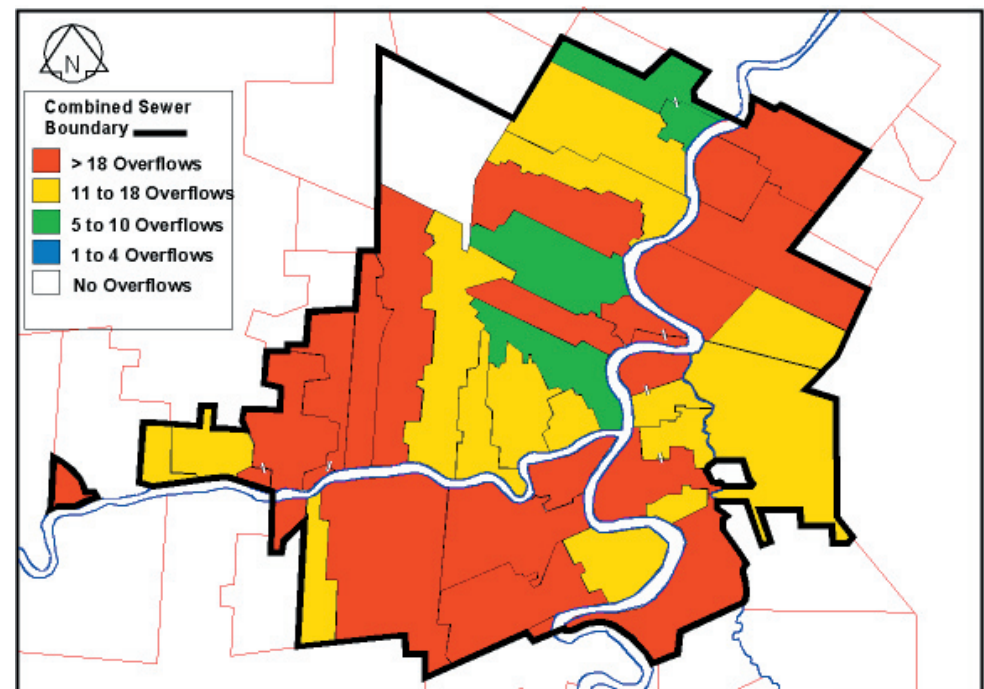 N
Combined Sewer
Boundary
> 18 Overflows
11 to 18 Overflows
5 to 10 Overflows
1 to 4 Overflows
No Overflows